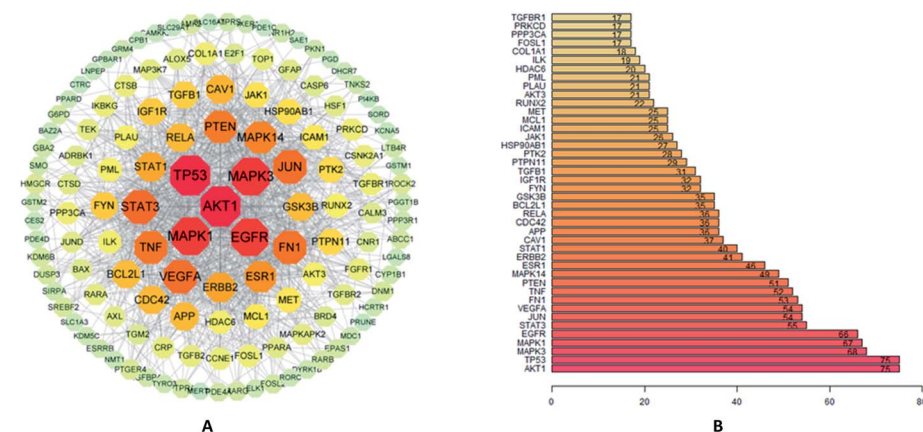 TP53
MAPK3
AKT1
MAPK1
EGFR
PTEN
MAPK14
JUN
STAT3
TNF
VEGFA
FN1
ESR1
ERBB2
GSK3B
STAT1
RELA
CAV1
TGFB1
IGF1R
JAK1
HSP90AB1
ICAM1
PTK2
RUNX2
PTPN11
AKT3
MET
MCL1
HDAC6
APP
CDC42
BCL2L1
ILK
FYN
PML
PLAU
COL1A1
E2F1
TOP1
GFAP
CASP6
HSF1
PRKCD
CSNK2A1
TGFBR1
CALM3
CNR1
FGFR1
TGFBR2
BRD4
MAPKAPK2
PPARA
FOSL1
CCNE1
TGFB2
CRP
TGM2
AXL
RARA
BAX
JUND
PPP3CA
CTSD
ADRBK1
TEK
IKBKG
CTSB
MAP3K7
ALOX5
SAE1
PKN1
PGD
DHCR7
TNKS2
PI4KB
SORD
KCNA5
LTB4R
GSTM1
ROCK2
PGGT1B
PPP3R1
ABCC1
LGALS8
CYP1B1
DNM1
HCRTR1
PRUNE
MDC1
EPAS1
RARB
RORC
ELK1
PDE4A
TYRO3
PTGER4
NMT1
ESRRB
KDM5C
SLC1A3
SREBF2
SIRPA
DUSP3
KDM6B
PDE4D
CES2
GSTM2
HMGCR
SMO
GBA2
BAZ2A
G6PD
PPARD
CTRC
LNPEP
GPBAR1
GRM4
CPB1
A
TGFBR1 17
PRKCD 17
PPP3CA 17
FOSL1 17
COL1A1 18
ILK 19
HDAC6 20
PML 21
PLAU 21
AKT3 21
RUNX2 22
MET 25
MCL1 25
ICAM1 25
JAK1 26
HSP90AB1 27
PTK2 28
PTPN11 29
TGFB1 31
IGF1R 32
FYN 32
GSK3B 35
BCL2L1 35
RELA 36
CDC42 36
APP 36
CAV1 37
STAT1 40
ERBB2 41
ESR1 46
MAPK14 49
PTEN 51
TNF 52
FN1 53
VEGFA 54
JUN 54
STAT3 55
EGFR 66
MAPK1 67
MAPK3 68
TP53 75
AKT1 75
0 20 40 60 80
B